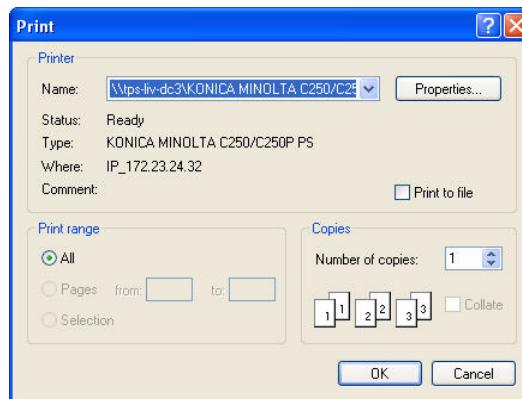 Print
Printer
Name: \\tps-liv-dc3\KONICA MINOLTA C250/C25 Properties...
Status: Ready
Type: KONICA MINOLTA C250/C250P PS
Where: IP_172.23.24.32
Comment: Print to file
Print range
All
Pages from: to:
Selection
Copies
Number of copies: 1
1 1 2 2 3 3 Collate
OK Cancel